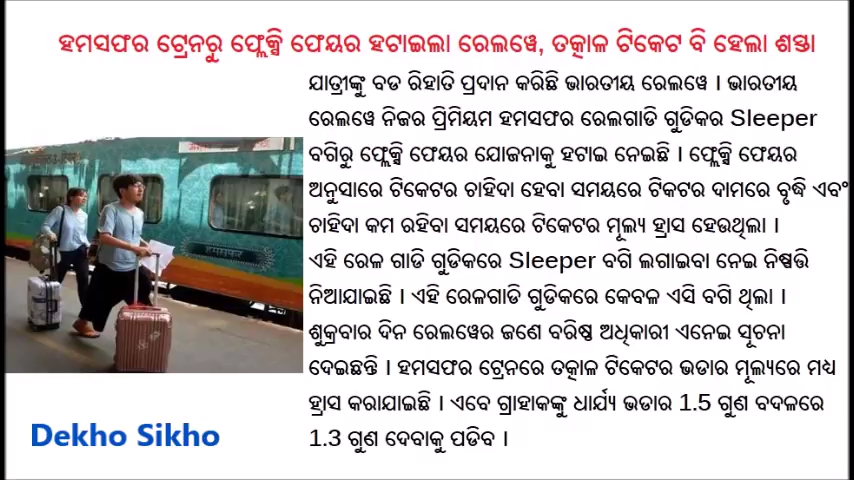 ହମସଫର ଟ୍ରେନରୁ ଫ୍ଲେକ୍ସି ଫେୟର ହଟାଇଲା ରେଲୱେ, ତତ୍କାଳ ଟିକେଟ ବି ହେଲା ଶସ୍ତା
ଯାତ୍ରୀଙ୍କୁ ବଡ ରିହାତି ପ୍ରଦାନ କରିଛି ଭାରତୀୟ ରେଲୱେ । ଭାରତୀୟ
ରେଲୱେ ନିଜର ପ୍ରିମିୟମ ହମସଫର ରେଲଗାଡି ଗୁଡିକର Sleeper
ବଗିରୁ ଫ୍ଲେକ୍ସି ଫେୟର ଯୋଜନାକୁ ହଟାଇ ନେଇଛି । ଫ୍ଲେକ୍ସି ଫେୟର
ଅନୁସାରେ ଟିକେଟର ଚାହିଦା ହେବା ସମୟରେ ଟିକଟର ଦାମରେ ବୃଦ୍ଧି ଏବଂ
ଚାହିଦା କମ ରହିବା ସମୟରେ ଟିକେଟର ମୂଲ୍ୟ ହ୍ରାସ ହେଉଥିଲା ।
ଏହି ରେଳ ଗାଡି ଗୁଡିକରେ Sleeper ବଗି ଲଗାଇବା ନେଇ ନିଷ୍ପତ୍ତି
ନିଆଯାଇଛି । ଏହି ରେଳଗାଡି ଗୁଡିକରେ କେବଳ ଏସି ବଗି ଥିଲା ।
ଶୁକ୍ରବାର ଦିନ ରେଲୱେର ଜଣେ ବରିଷ୍ଠ ଅଧିକାରୀ ଏନେଇ ସୂଚନା
ଦେଇଛନ୍ତି । ହମସଫର ଟ୍ରେନରେ ତତ୍କାଳ ଟିକେଟର ଭଡାର ମୂଲ୍ୟରେ ମଧ୍ୟ
ହ୍ରାସ କରାଯାଇଛି । ଏବେ ଗ୍ରାହକଙ୍କୁ ଧାର୍ଯ୍ୟ ଭଡାର 1.5 ଗୁଣ ବଦଳରେ
1.3 ଗୁଣ ଦେବାକୁ ପଡିବ ।
हमसफर
Dekho Sikho